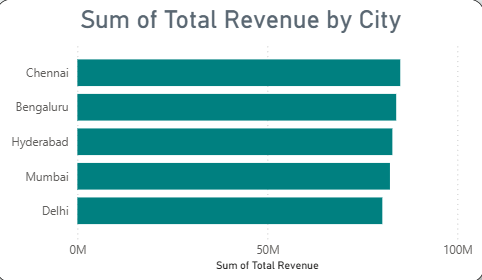 Sum of Total Revenue by City
Chennai
Bengaluru
Hyderabad
Mumbai
Delhi
0M 50M 100M
Sum of Total Revenue